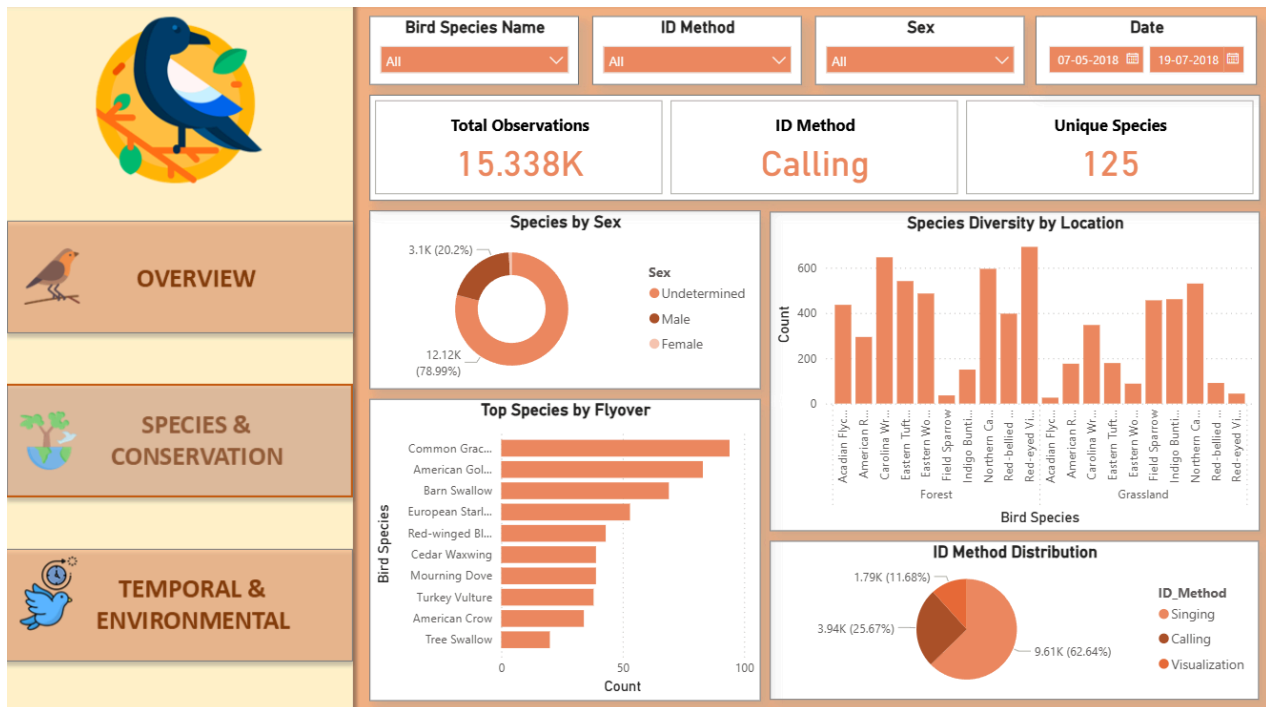 OVERVIEW
SPECIES &
CONSERVATION
TEMPORAL &
ENVIRONMENTAL
Bird Species Name
All
ID Method
All
Sex
All
Date
07-05-2018
19-07-2018
Total Observations
15.338K
ID Method
Calling
Unique Species
125
Species by Sex
3.1K (20.2%)
12.12K
(78.99%)
Sex
Undetermined
Male
Female
Top Species by Flyover
Bird Species
Common Grac...
American Gol...
Barn Swallow
European Starl...
Red-winged Bl...
Cedar Waxwing
Mourning Dove
Turkey Vulture
American Crow
Tree Swallow
0
50
100
Count
Species Diversity by Location
Count
600
400
200
0
Acadian Flyc...
American R...
Carolina Wr...
Eastern Tuft...
Eastern Wo...
Field Sparrow
Indigo Bunti...
Northern Ca...
Red-bellied ...
Red-eyed Vi...
Acadian Flyc...
American R...
Carolina Wr...
Eastern Tuft...
Eastern Wo...
Field Sparrow
Indigo Bunti...
Northern Ca...
Red-bellied ...
Red-eyed Vi...
Forest
Grassland
Bird Species
ID Method Distribution
1.79K (11.68%)
3.94K (25.67%)
9.61K (62.64%)
ID_Method
Singing
Calling
Visualization